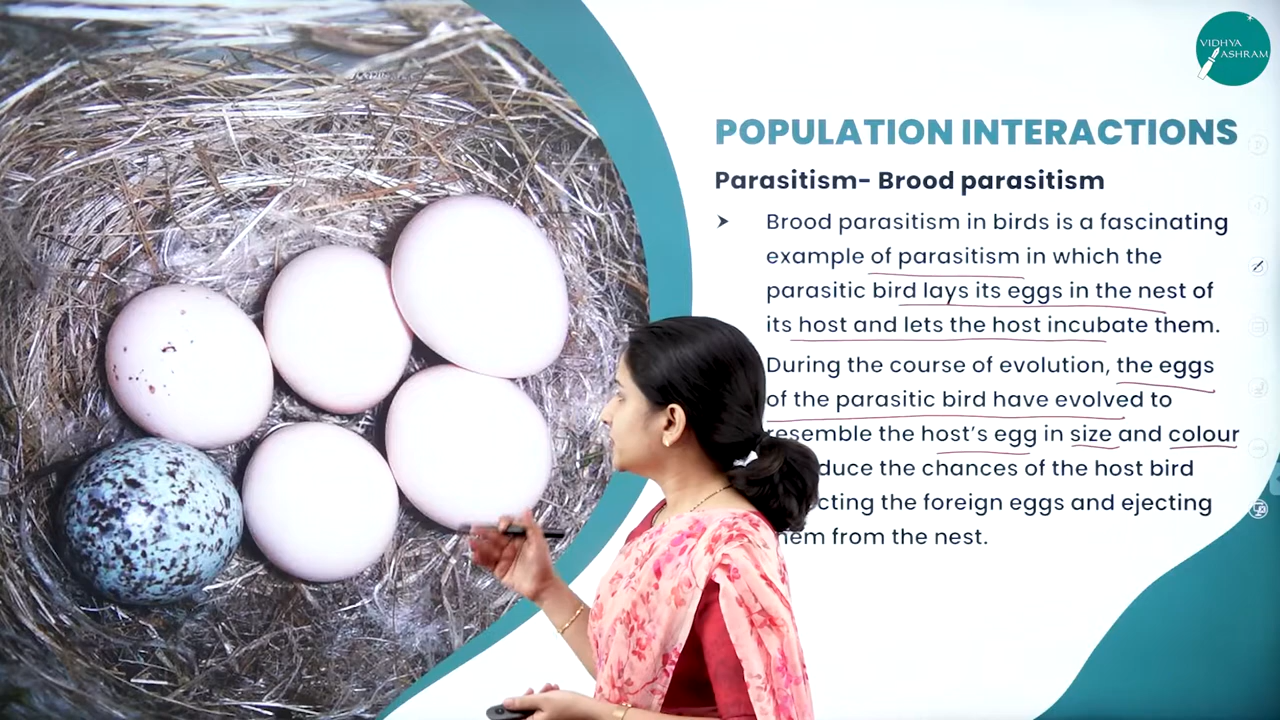 VIDHYA
ASHRAM
POPULATION INTERACTIONS
Parasitism- Brood parasitism
Brood parasitism in birds is a fascinating
example of parasitism in which the
parasitic bird lays its eggs in the nest of
its host and lets the host incubate them.
During the course of evolution, the eggs
of the parasitic bird have evolved to
resemble the host's egg in size and colour
the chances of the host bird
the foreign eggs and ejecting
from the nest.